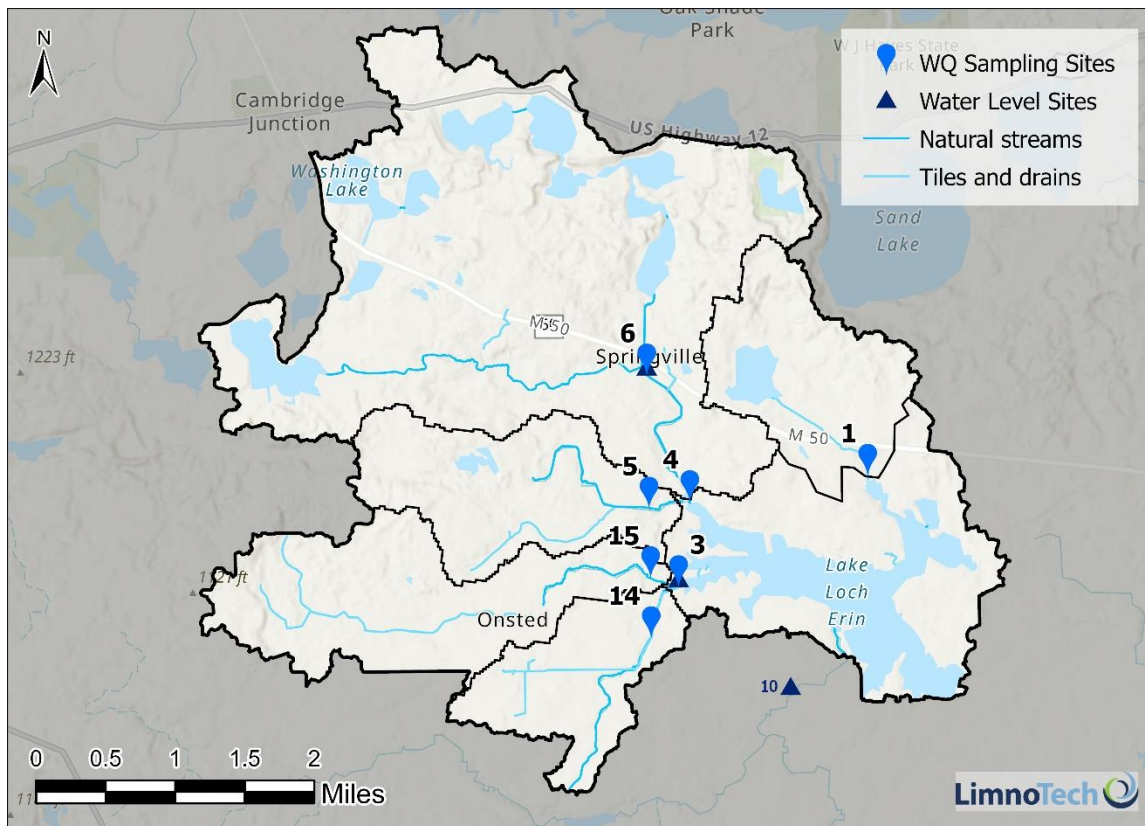 Oak Shade
Park
N
W J Hayes State
WQ Sampling Sites
Water Level Sites
Natural streams
Tiles and drains
Cambridge
Junction
US Highway 12
Washington
Lake
Sand
Lake
M 50
6
Springville
1223 ft
M 50
1
5
4
15
3
14
Lake
Loch
Erin
1121 ft
Onsted
10
0 0.5 1 1.5 2
Miles
LimnoTech